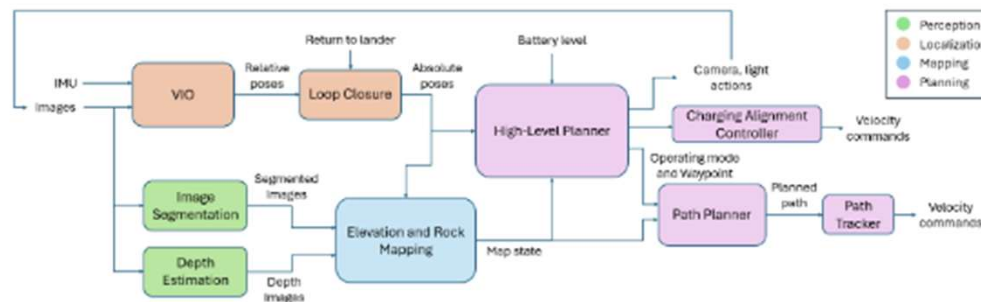 Perception
Localization
Mapping
Planning
Return to lander
Battery level
IMU
Images
VIO
Relative
poses
Loop Closure
Absolute
poses
High-Level Planner
Camera, light
actions
Charging Alignment
Controller
Velocity
commands
Operating mode
and Waypoint
Image
Segmentation
Segmented
Images
Elevation and Rock
Mapping
Map state
Path Planner
Planned
path
Path
Tracker
Velocity
commands
Depth
Estimation
Depth
Images